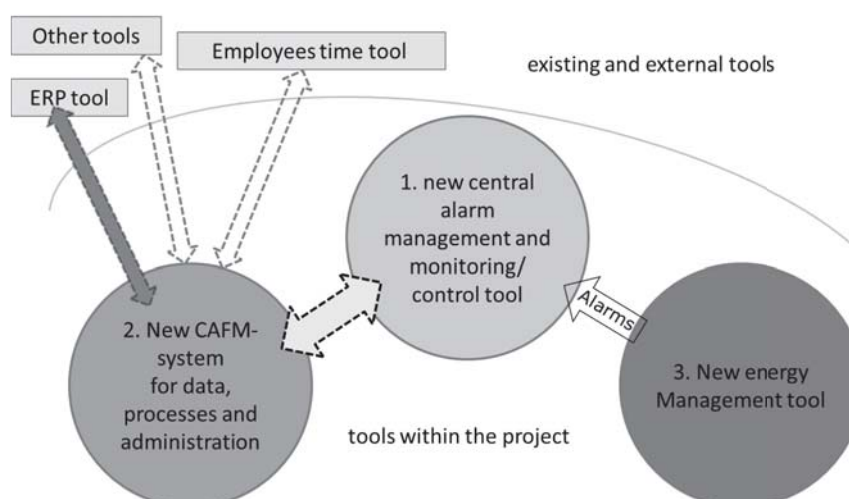 Other tools
Employees time tool
existing and external tools
ERP tool
1. new central
alarm
management and
monitoring/
control tool
Alarms
2. New CAFM-
system
for data,
processes and
administration
3. New energy
Management tool
tools within the project